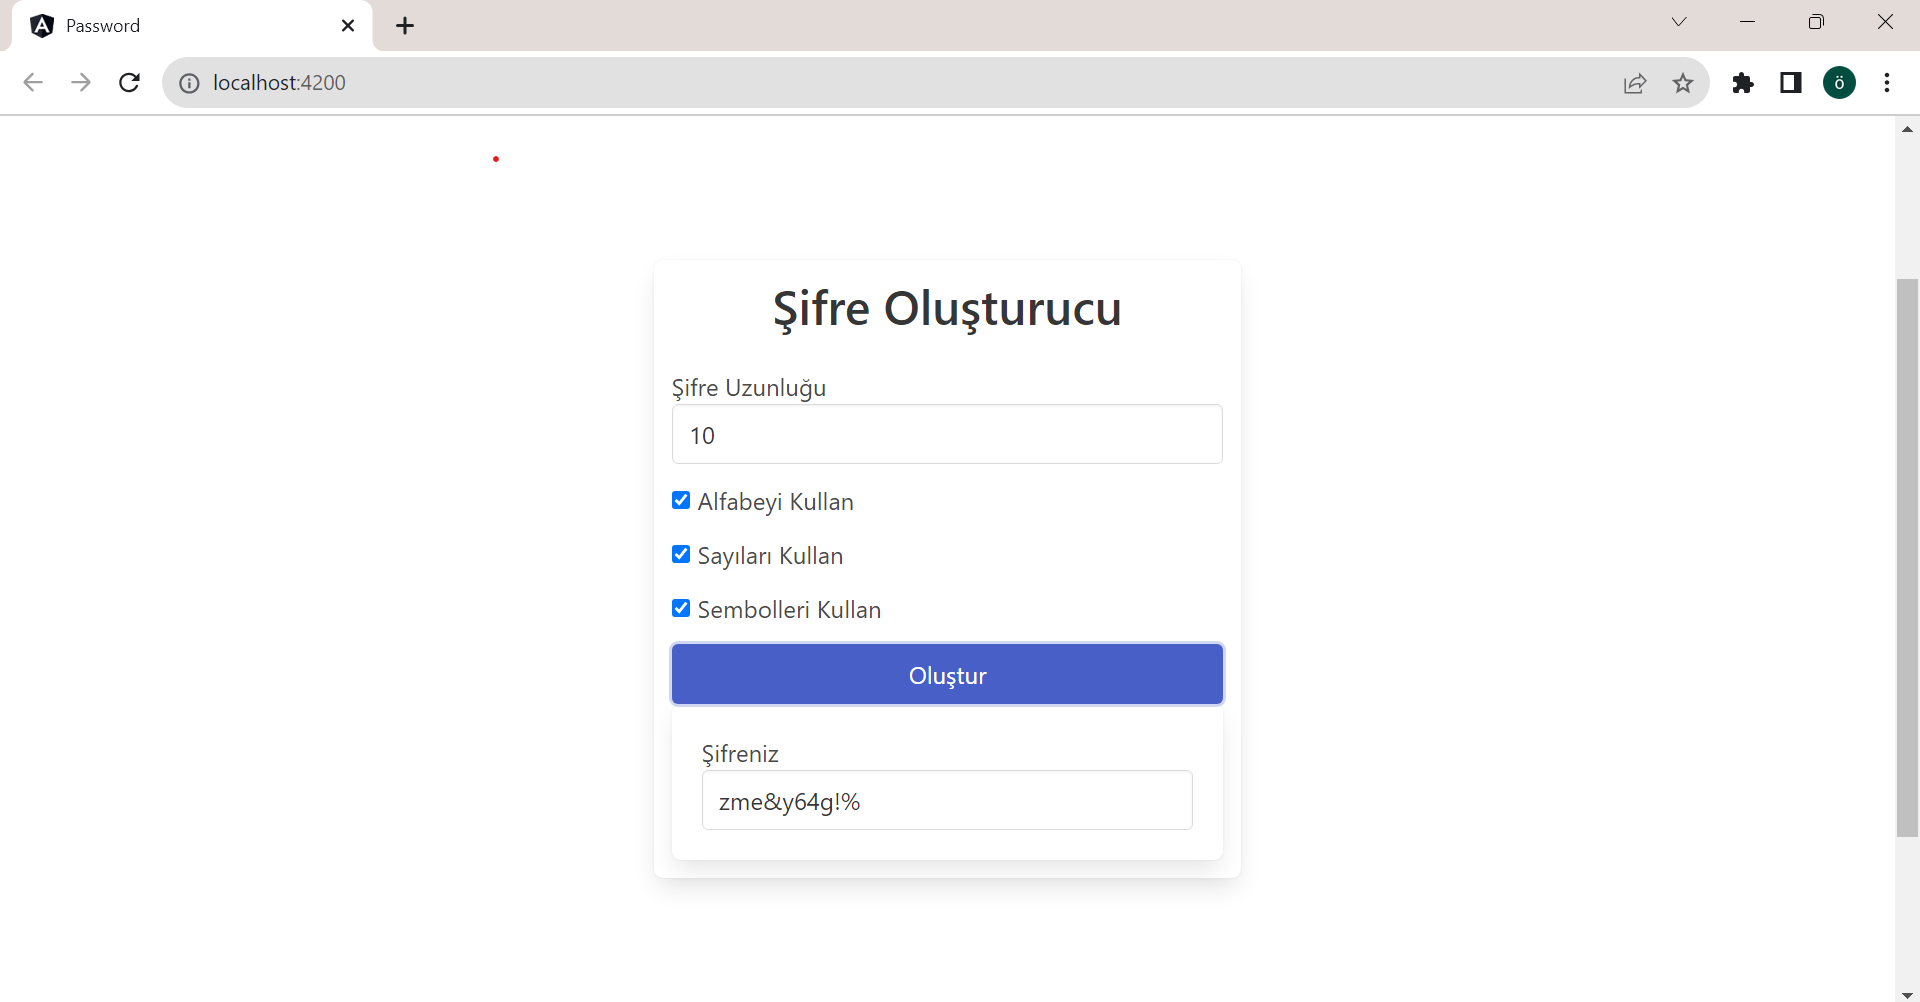 Password
localhost:4200
ö
Şifre Oluşturucu
Şifre Uzunluğu
10
Alfabeyi Kullan
Sayıları Kullan
Sembolleri Kullan
Oluştur
Şifreniz
zme&y64g!%